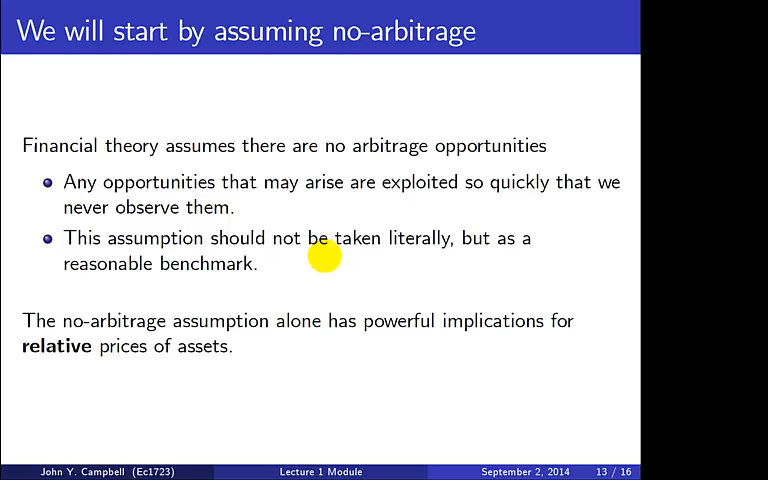 We will start by assuming no-arbitrage
Financial theory assumes there are no arbitrage opportunities
Any opportunities that may arise are exploited so quickly that we
never observe them.
This assumption should not be taken literally, but as a
reasonable benchmark.
The no-arbitrage assumption alone has powerful implications for
relative prices of assets.
John Y. Campbell (Ec1723) Lecture 1 Module September 2, 2014 13 / 16